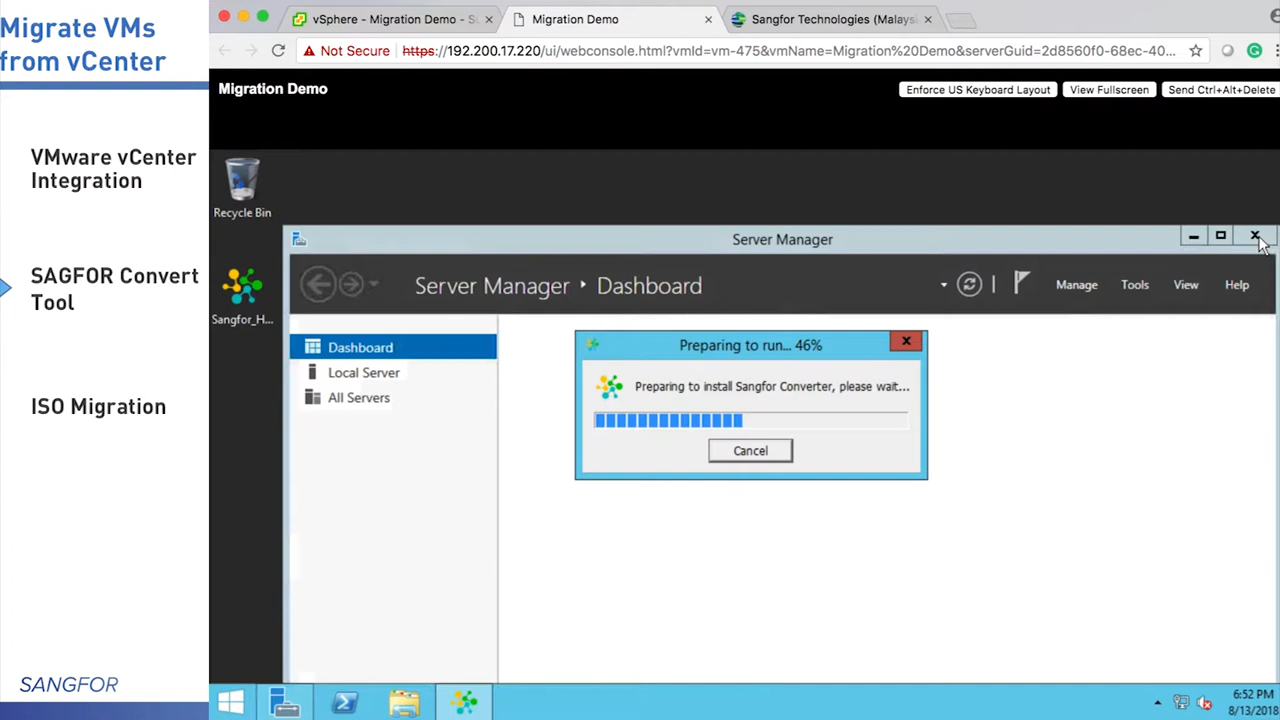 Migrate VMs
from vCenter
VMware vCenter
Integration
SAGFOR Convert
Tool
ISO Migration
SANGFOR
vSphere - Migration Demo - S
Migration Demo
Sangfor Technologies (Malays
Not Secure
https://192.200.17.220/ui/webconsole.html?vmId=vm-475&vmName=Migration%20Demo&serverGuid=2d8560f0-68ec-40...
Migration Demo
Enforce US Keyboard Layout
View Fullscreen
Send Ctrl+Alt+Delete
Recycle Bin
Sangfor_H...
Server Manager
Server Manager ‣ Dashboard
Manage
Tools
View
Help
Dashboard
Local Server
All Servers
Preparing to run... 46%
Preparing to install Sangfor Converter, please wait...
Cancel
6:52 PM
8/13/2018